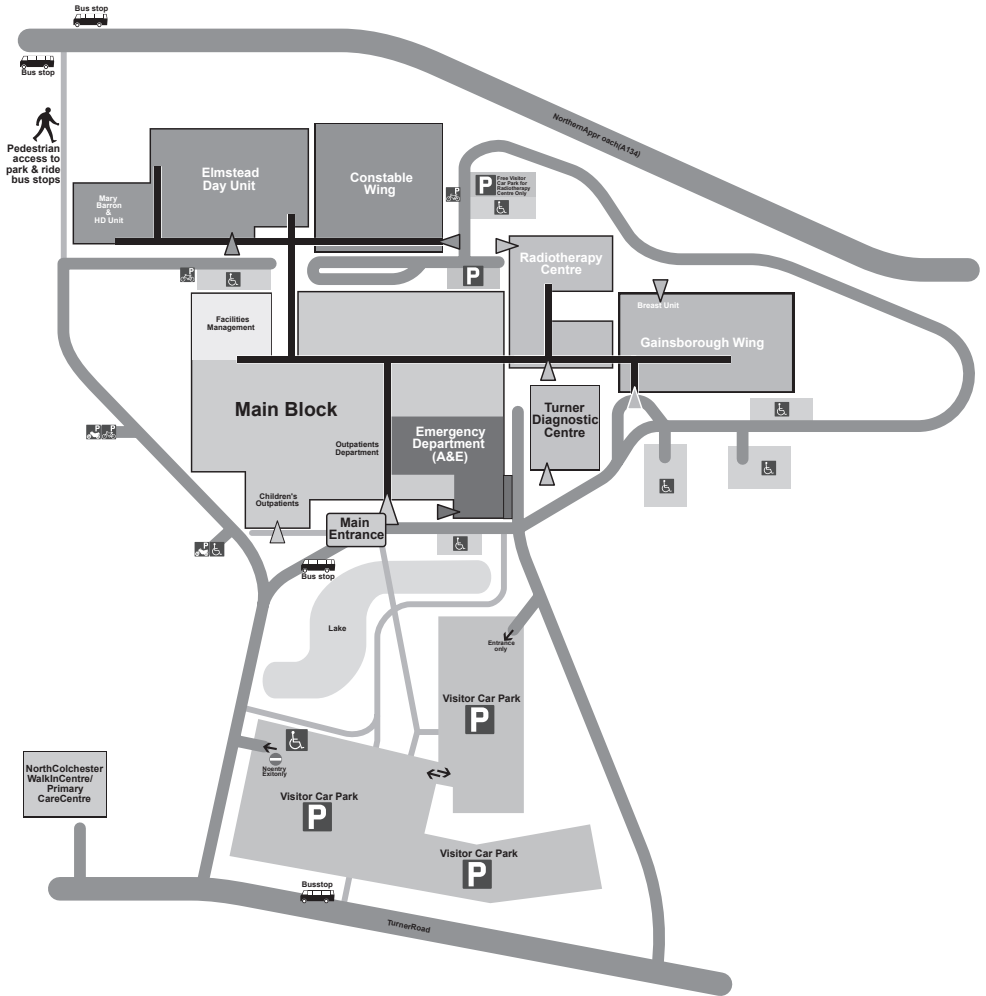 Bus stop
Bus stop
Pedestrian
access to
park & ride
bus stops
NorthernAppr oach(A134)
Elmstead
Day Unit
Constable
Wing
Mary
Barron
&
HD Unit
P
P
Free Visitor
Car Park for
Radiotherapy
Centre Only
P
P
Radiotherapy
Centre
Breast Unit
Gainsborough Wing
Facilities
Management
Main Block
Outpatients
Department
Emergency
Department
(A&E)
Turner
Diagnostic
Centre
P
P
Children's
Outpatients
Main
Entrance
P
Bus stop
Lake
Entrance
only
Visitor Car Park
P
Noentry
Exitonly
Visitor Car Park
P
Visitor Car Park
P
NorthColchester
WalkInCentre/
Primary
CareCentre
Busstop
TurnerRoad